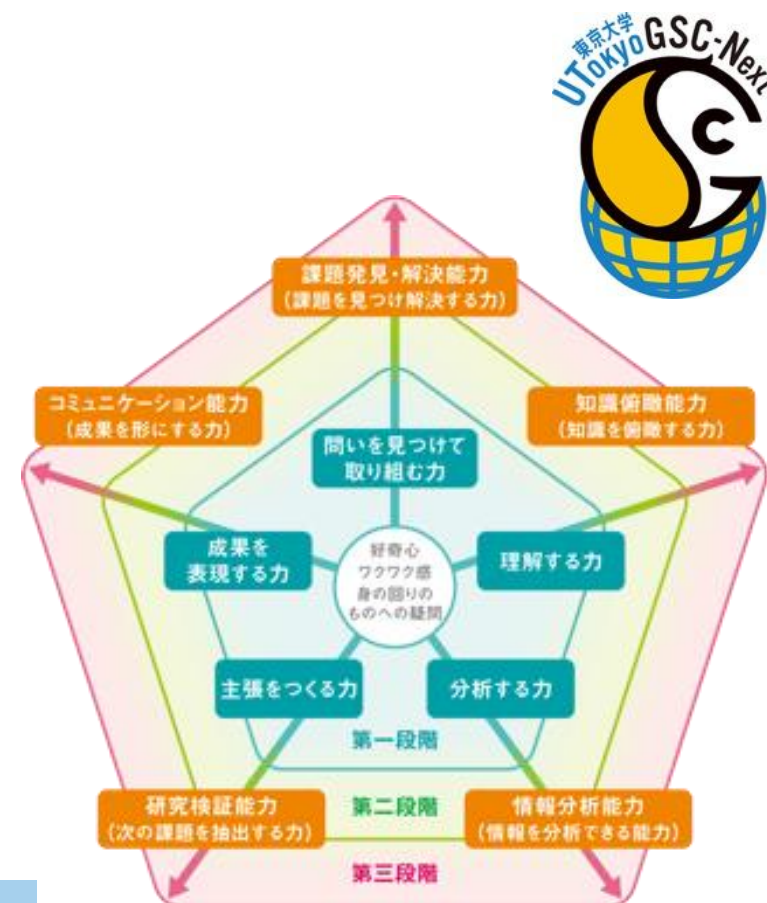 東京大学
UTokyo GSC-Next
GSC
課題発見・解決能力
(課題を見つけ解決する力)
コミュニケーション能力
(成果を形にする力)
知識俯瞰能力
(知識を俯瞰する力)
問いを見つけて
取り組む力
成果を
表現する力
好奇心
ワクワク感
身の回りの
ものへの疑問
理解する力
主張をつくる力
分析する力
第一段階
研究検証能力
(次の課題を抽出する力)
第二段階
情報分析能力
(情報を分析できる能力)
第三段階